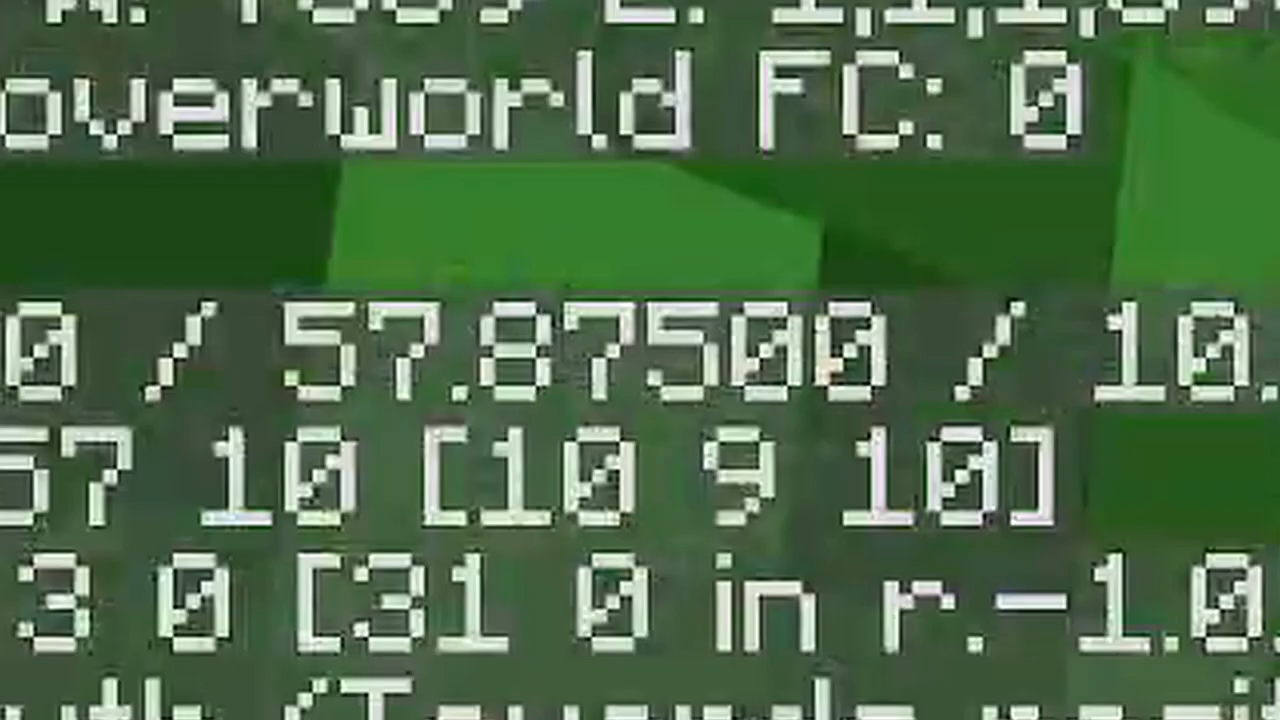 overworld FC: 0
0 / 57.87500 / 10.
57 10 [10 9 10]
3 0 [31 0 in r.-1.0.